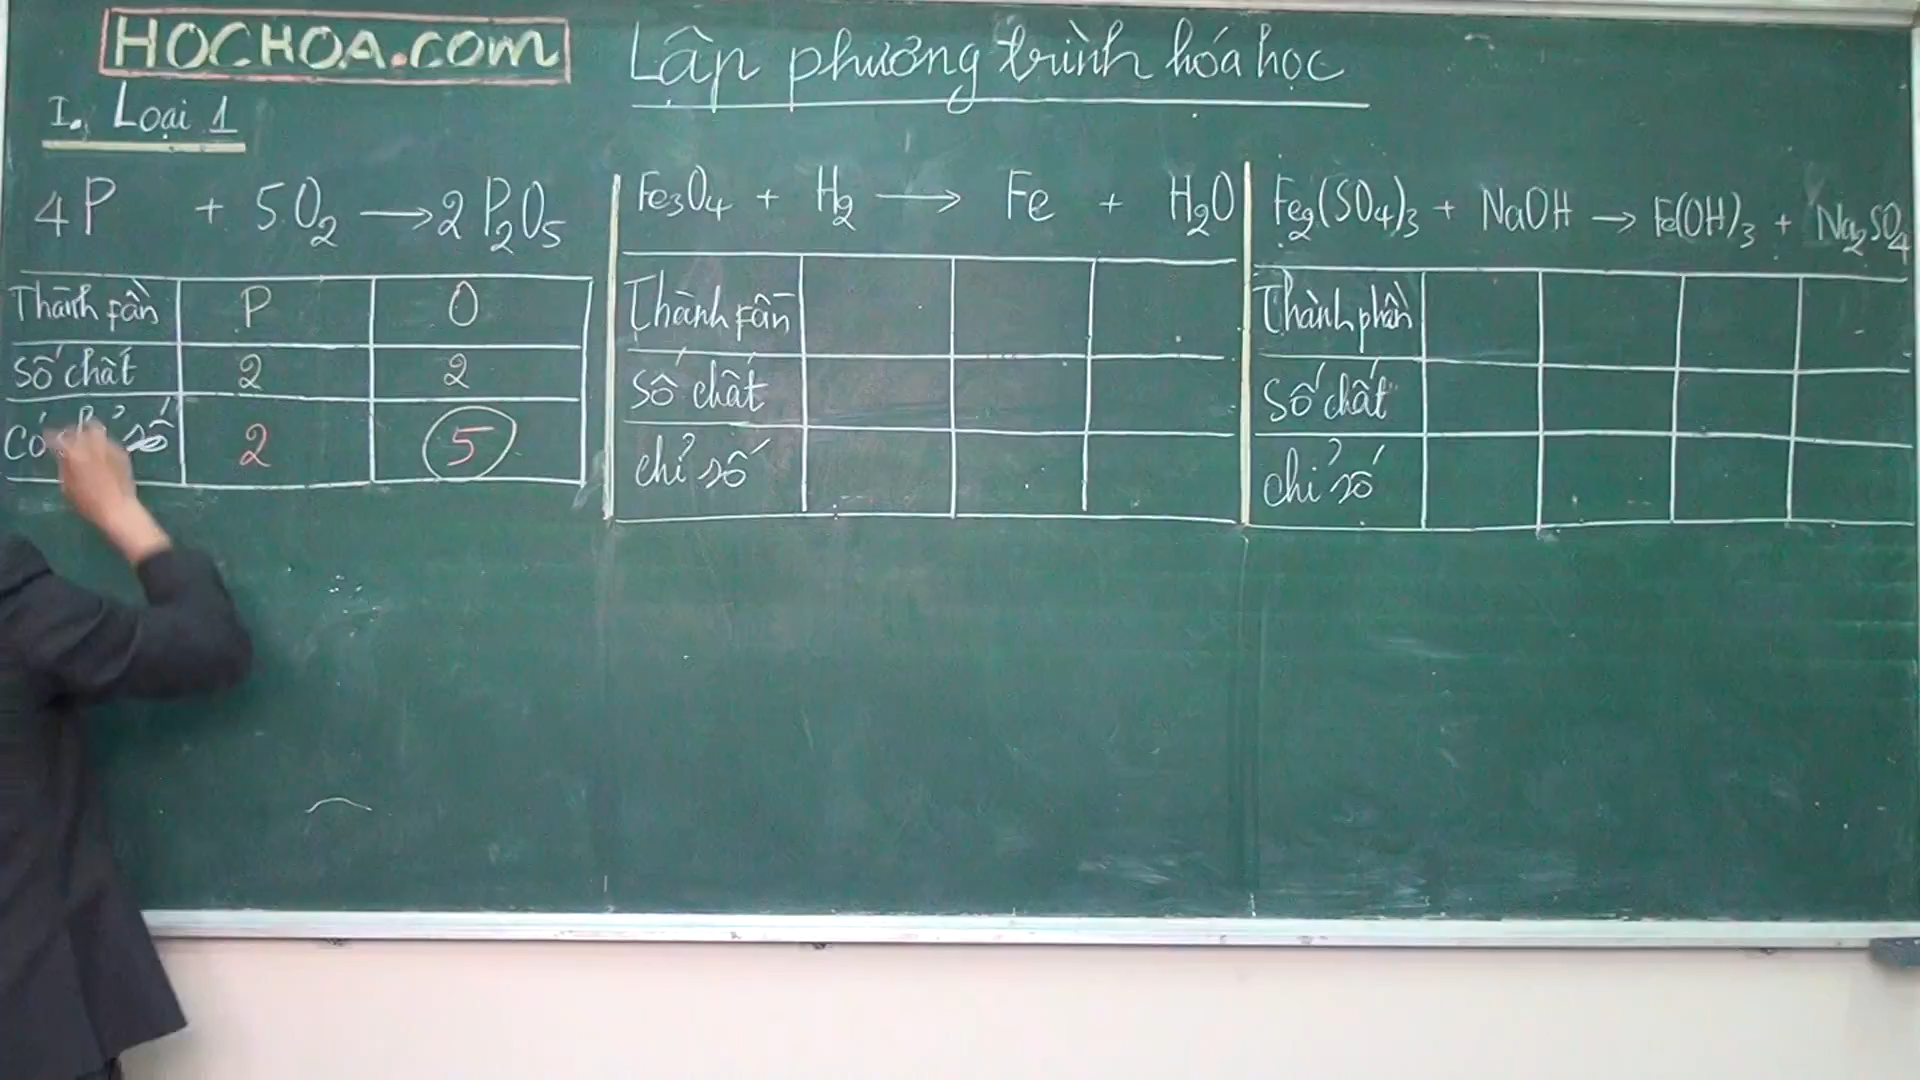 HOCHOA.com
Lập phương trình hóa học
I. Loại 1
4P + 5O₂ → 2P₂O₅
Thành fần P O
Số chất 2 2
2 5
Fe₃O₄ + H₂ → Fe + H₂O
Thành fần
Số chất
chỉ số
Fe₂(SO₄)₃ + NaOH → Fe(OH)₃ + Na₂SO₄
Thành phần
Số chất
chỉ số